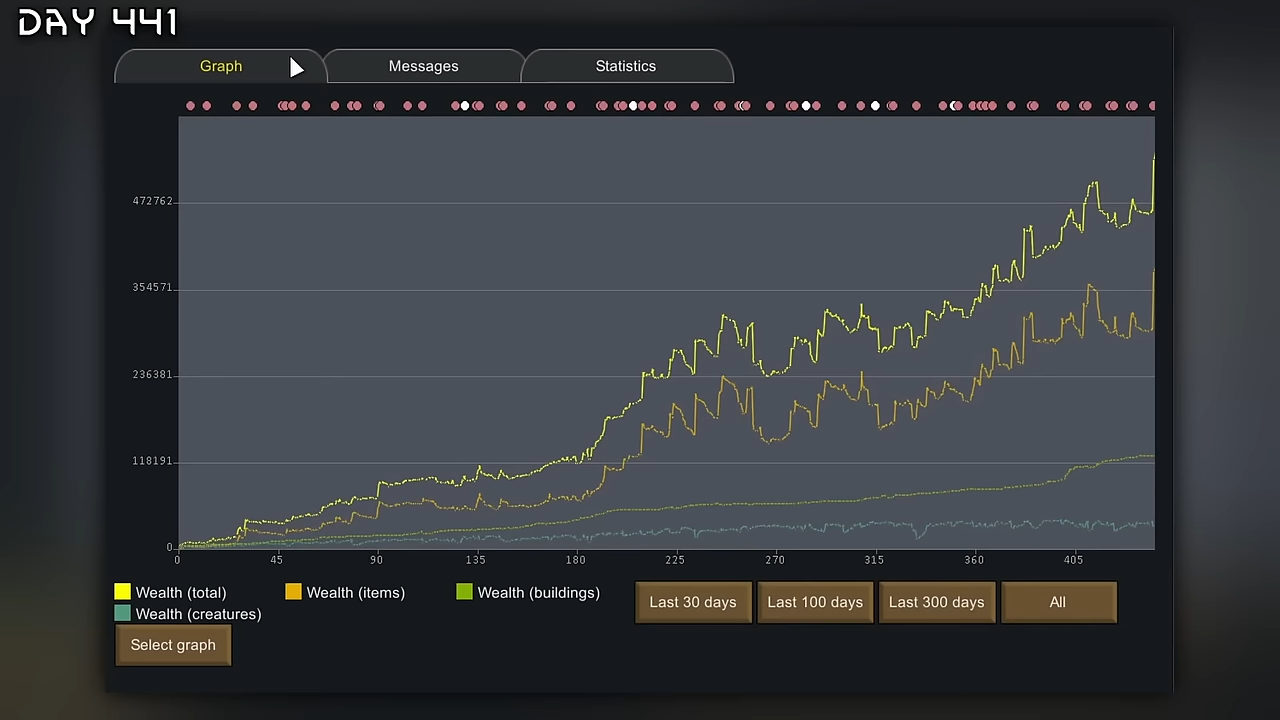 DAY 441
Graph Messages Statistics
472762
354571
236381
118191
0
0 45 90 135 180 225 270 315 360 405
Wealth (total) Wealth (items) Wealth (buildings)
Wealth (creatures)
Last 30 days Last 100 days Last 300 days All
Select graph